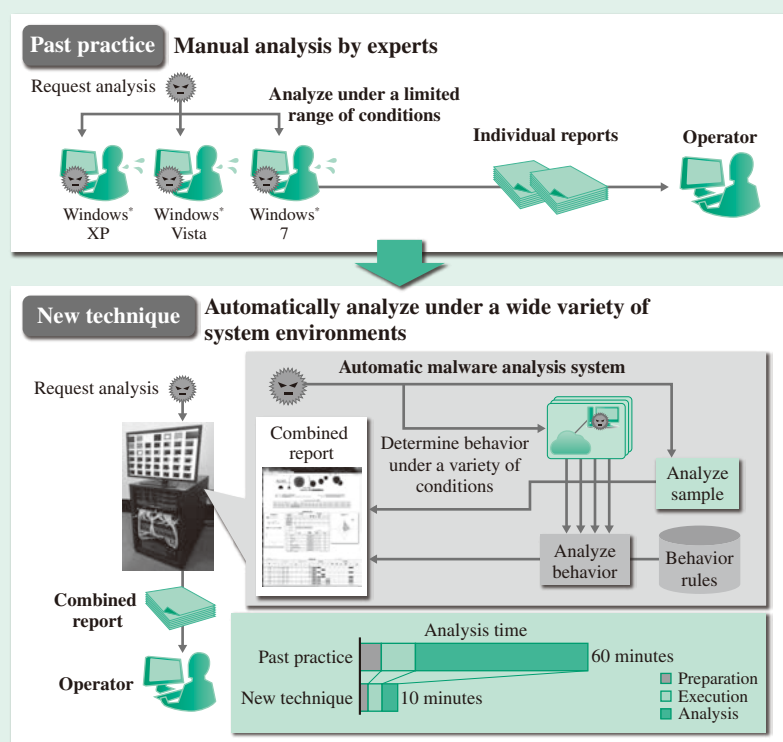 Past practice
Manual analysis by experts
Request analysis
Analyze under a limited
range of conditions
Individual reports
Operator
Windows*
XP
Windows*
Vista
Windows*
7
New technique
Automatically analyze under a wide variety of
system environments
Request analysis
Automatic malware analysis system
Combined
report
Determine behavior
under a variety of
conditions
Analyze
sample
Analyze
behavior
Behavior
rules
Combined
report
Operator
Analysis time
Past practice
60 minutes
New technique
10 minutes
Preparation
Execution
Analysis